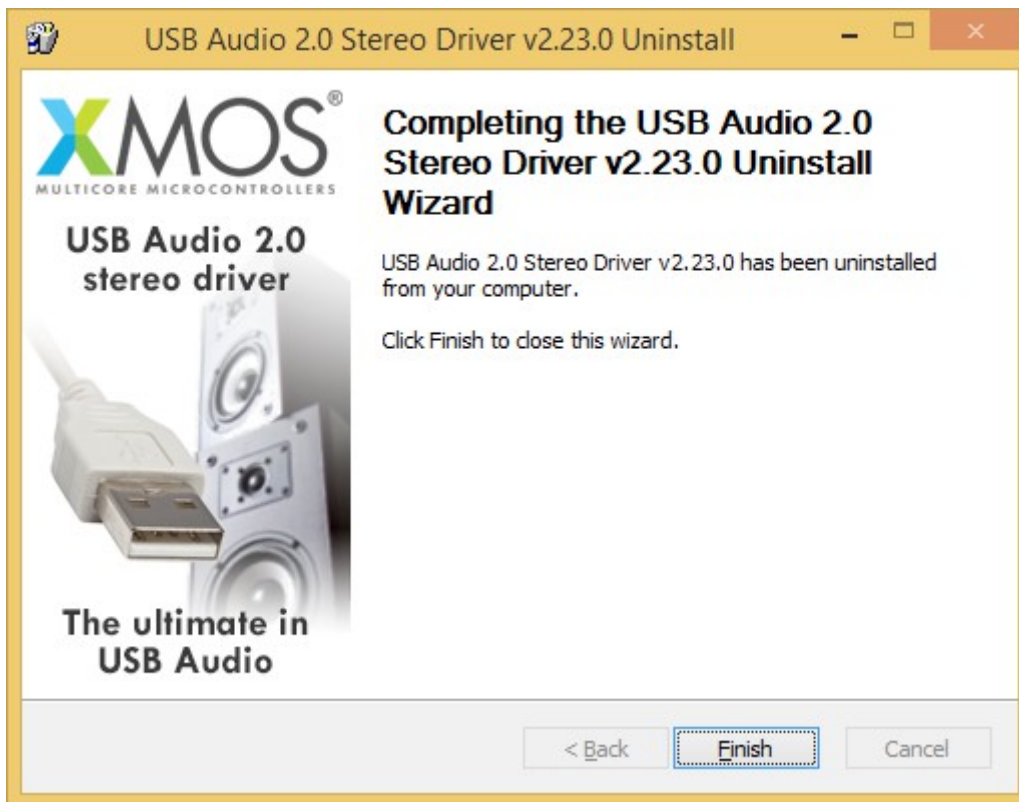 USB Audio 2.0 Stereo Driver v2.23.0 Uninstall
XMOS®
MULTICORE MICROCONTROLLERS
USB Audio 2.0
stereo driver
The ultimate in
USB Audio
Completing the USB Audio 2.0
Stereo Driver v2.23.0 Uninstall
Wizard
USB Audio 2.0 Stereo Driver v2.23.0 has been uninstalled
from your computer.
Click Finish to close this wizard.
< Back
Finish
Cancel